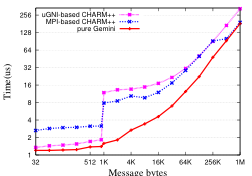 uGNI-based CHARM++
MPI-based CHARM++
pure Gemini
Time(us)
256
128
64
32
16
8
4
2
1
32 512 1K 4K 16K 64K 256K 1M
Message bytes